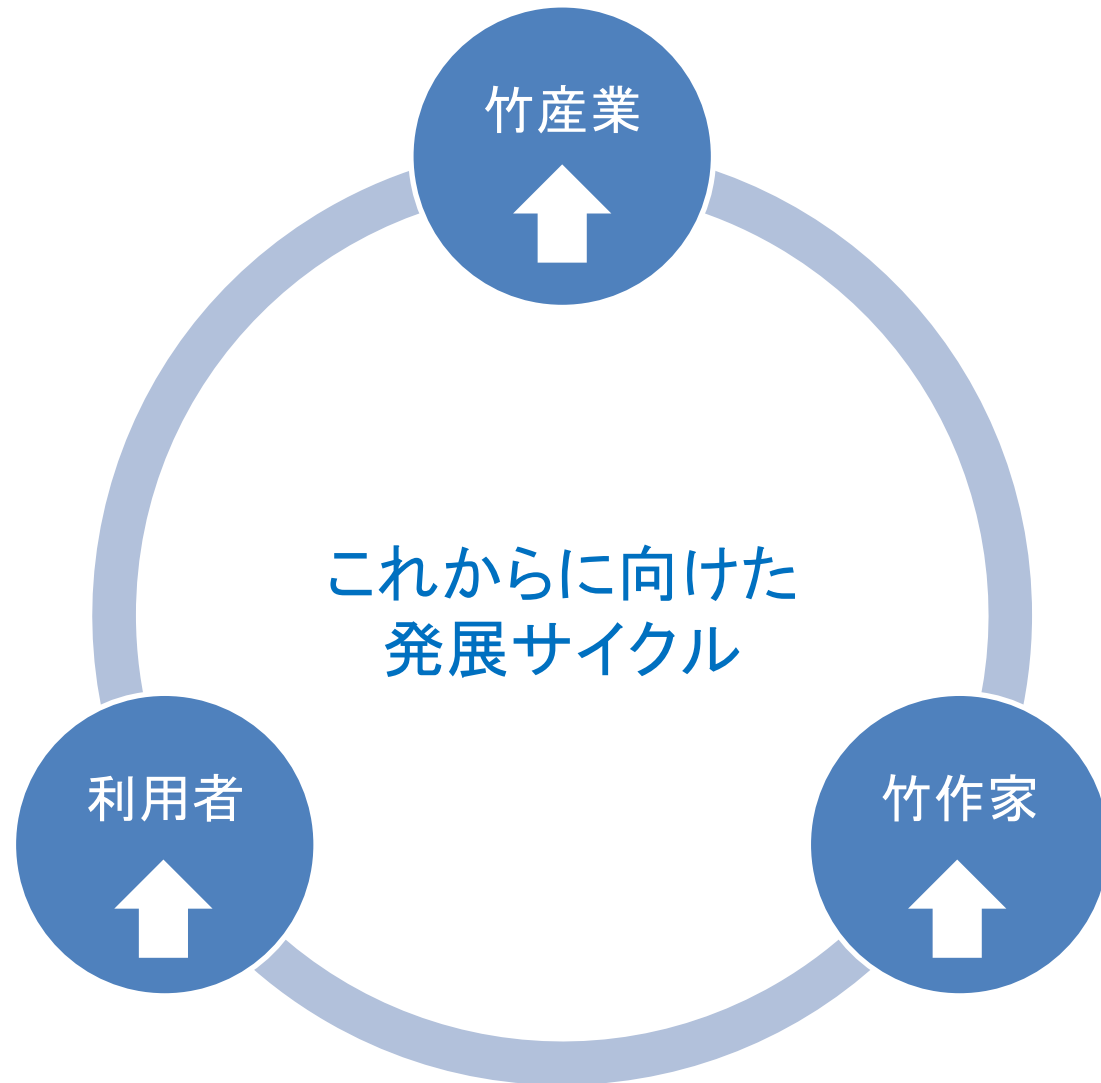 竹産業
これからに向けた
発展サイクル
利用者
竹作家